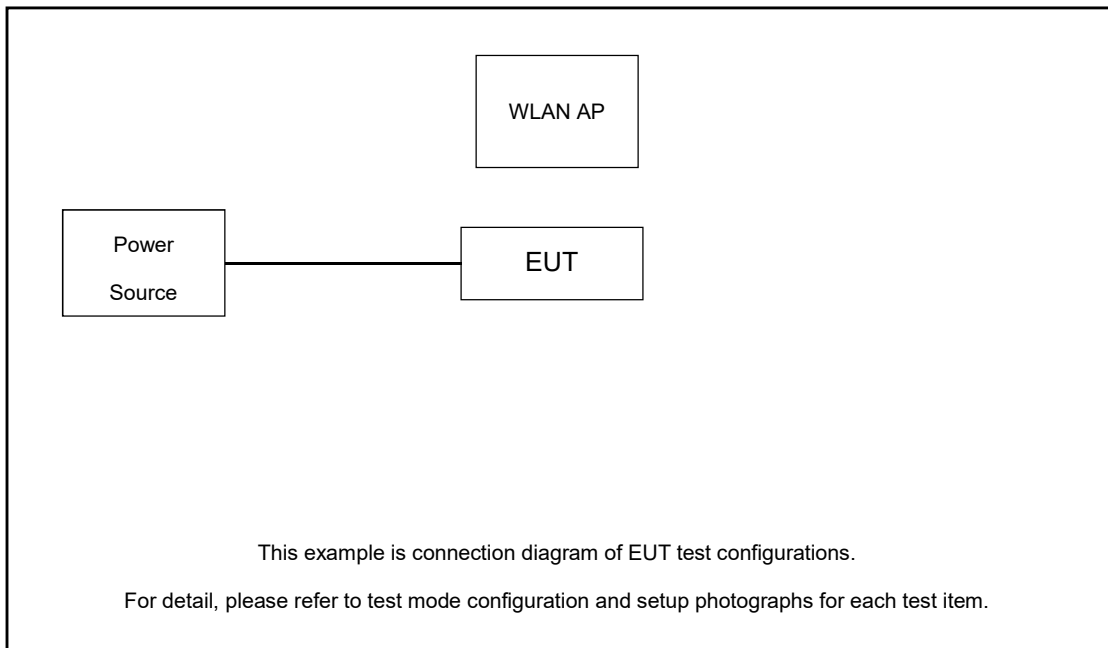 WLAN AP
Power
Source
EUT
This example is connection diagram of EUT test configurations.
For detail, please refer to test mode configuration and setup photographs for each test item.